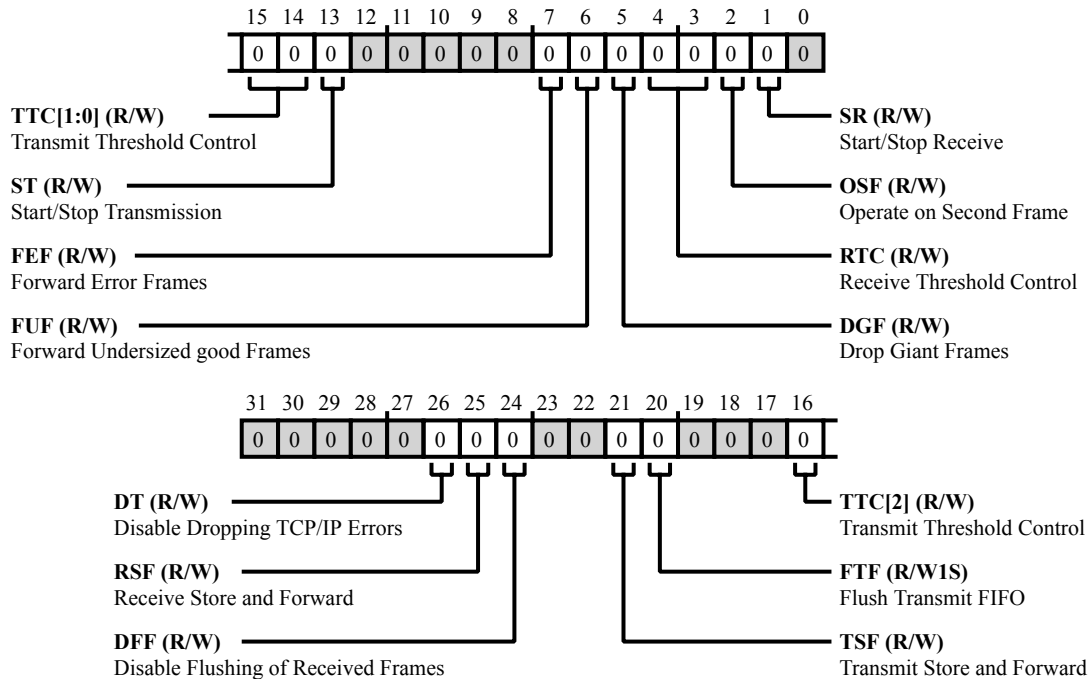 15 14 13 12 11 10 9 8 7 6 5 4 3 2 1 0
0 0 0 0 0 0 0 0 0 0 0 0 0 0 0 0
TTC[1:0] (R/W)
Transmit Threshold Control
SR (R/W)
Start/Stop Receive
ST (R/W)
Start/Stop Transmission
OSF (R/W)
Operate on Second Frame
FEF (R/W)
Forward Error Frames
RTC (R/W)
Receive Threshold Control
FUF (R/W)
Forward Undersized good Frames
DGF (R/W)
Drop Giant Frames
31 30 29 28 27 26 25 24 23 22 21 20 19 18 17 16
0 0 0 0 0 0 0 0 0 0 0 0 0 0 0 0
DT (R/W)
Disable Dropping TCP/IP Errors
TTC[2] (R/W)
Transmit Threshold Control
RSF (R/W)
Receive Store and Forward
FTF (R/W1S)
Flush Transmit FIFO
DFF (R/W)
Disable Flushing of Received Frames
TSF (R/W)
Transmit Store and Forward